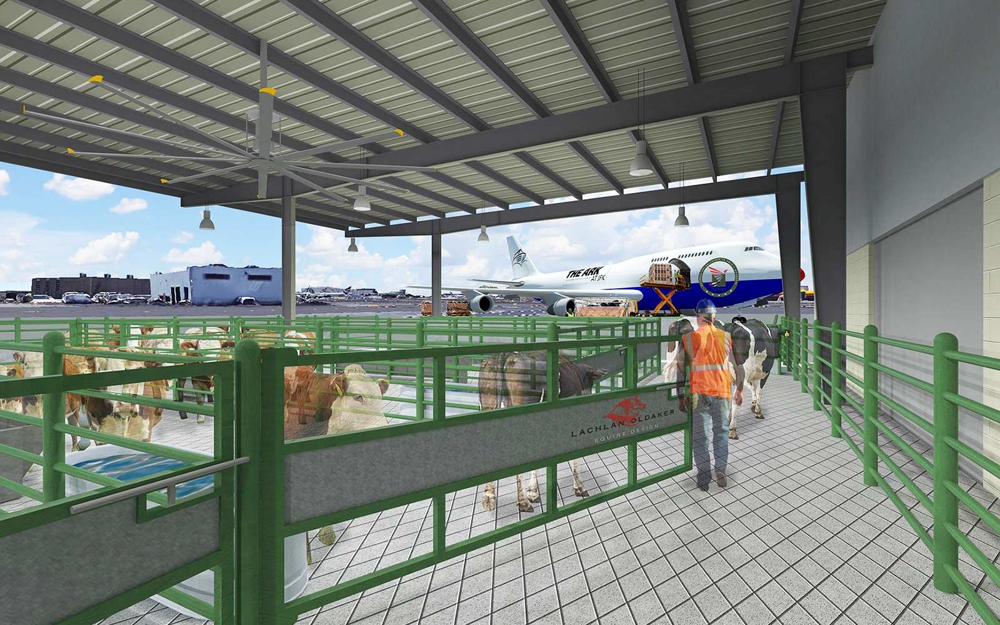 THE ARK
AT JFK
LACHLAN OLDAKER
EQUINE DESIGN